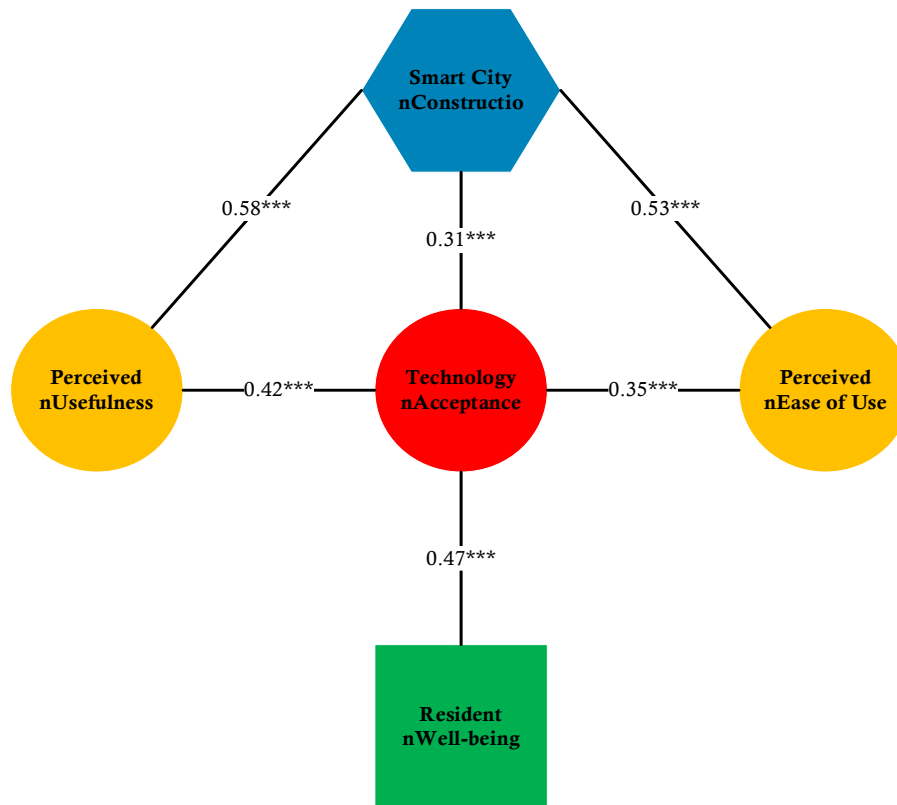 Smart City
nConstructio
0.58***
0.53***
0.31***
Perceived
nUsefulness
0.42***
Technology
nAcceptance
0.35***
Perceived
nEase of Use
0.47***
Resident
nWell-being